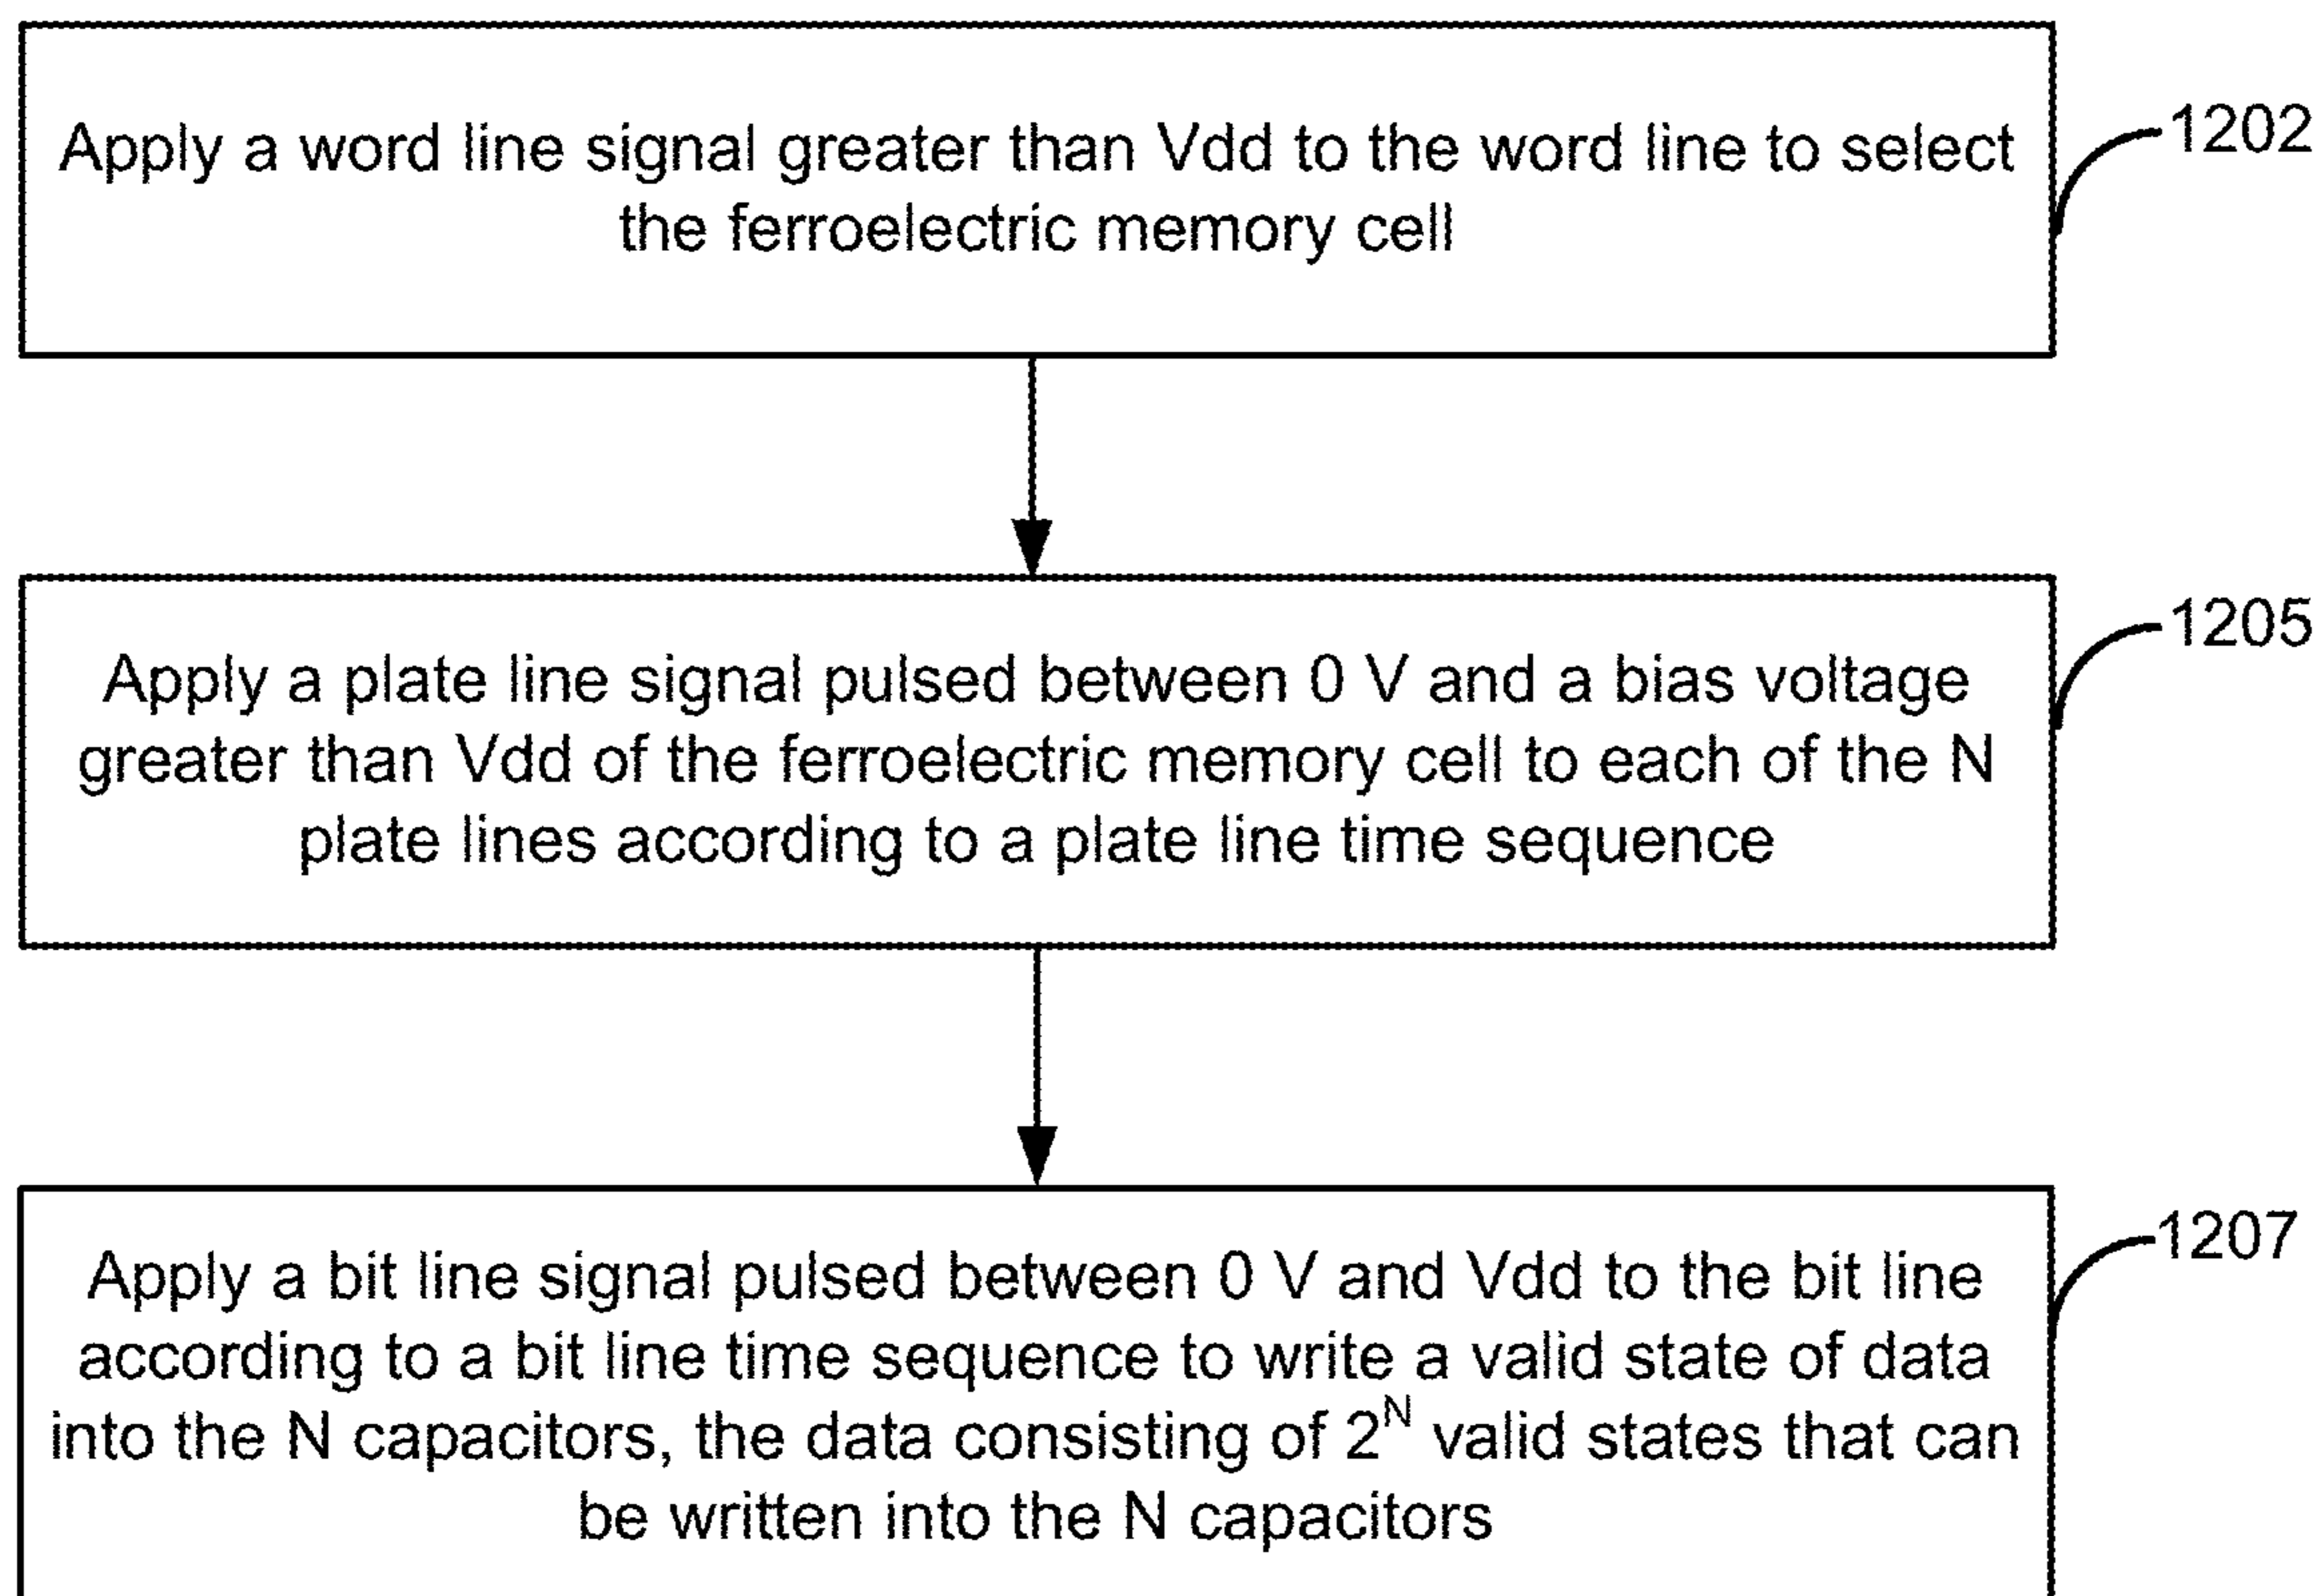 Apply a word line signal greater than Vdd to the word line to select
the ferroelectric memory cell
1202
Apply a plate line signal pulsed between 0 V and a bias voltage
greater than Vdd of the ferroelectric memory cell to each of the N
plate lines according to a plate line time sequence
1205
Apply a bit line signal pulsed between 0 V and Vdd to the bit line
according to a bit line time sequence to write a valid state of data
into the N capacitors, the data consisting of 2^N valid states that can
be written into the N capacitors
1207